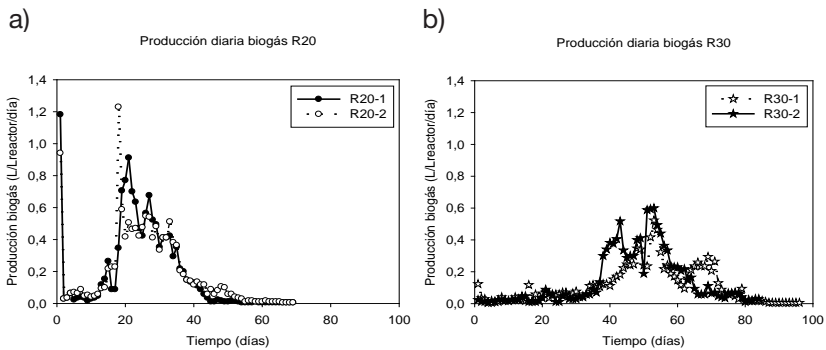 a)
Producción diaria biogás R20
Producción biogás (L/Lreactor/día)
1,4
1,2
1,0
0,8
0,6
0,4
0,2
0,0
R20-1
R20-2
0 20 40 60 80 100
Tiempo (días)
b)
Producción diaria biogás R30
Producción biogás (L/Lreactor/día)
1,4
1,2
1,0
0,8
0,6
0,4
0,2
0,0
R30-1
R30-2
0 20 40 60 80 100
Tiempo (días)